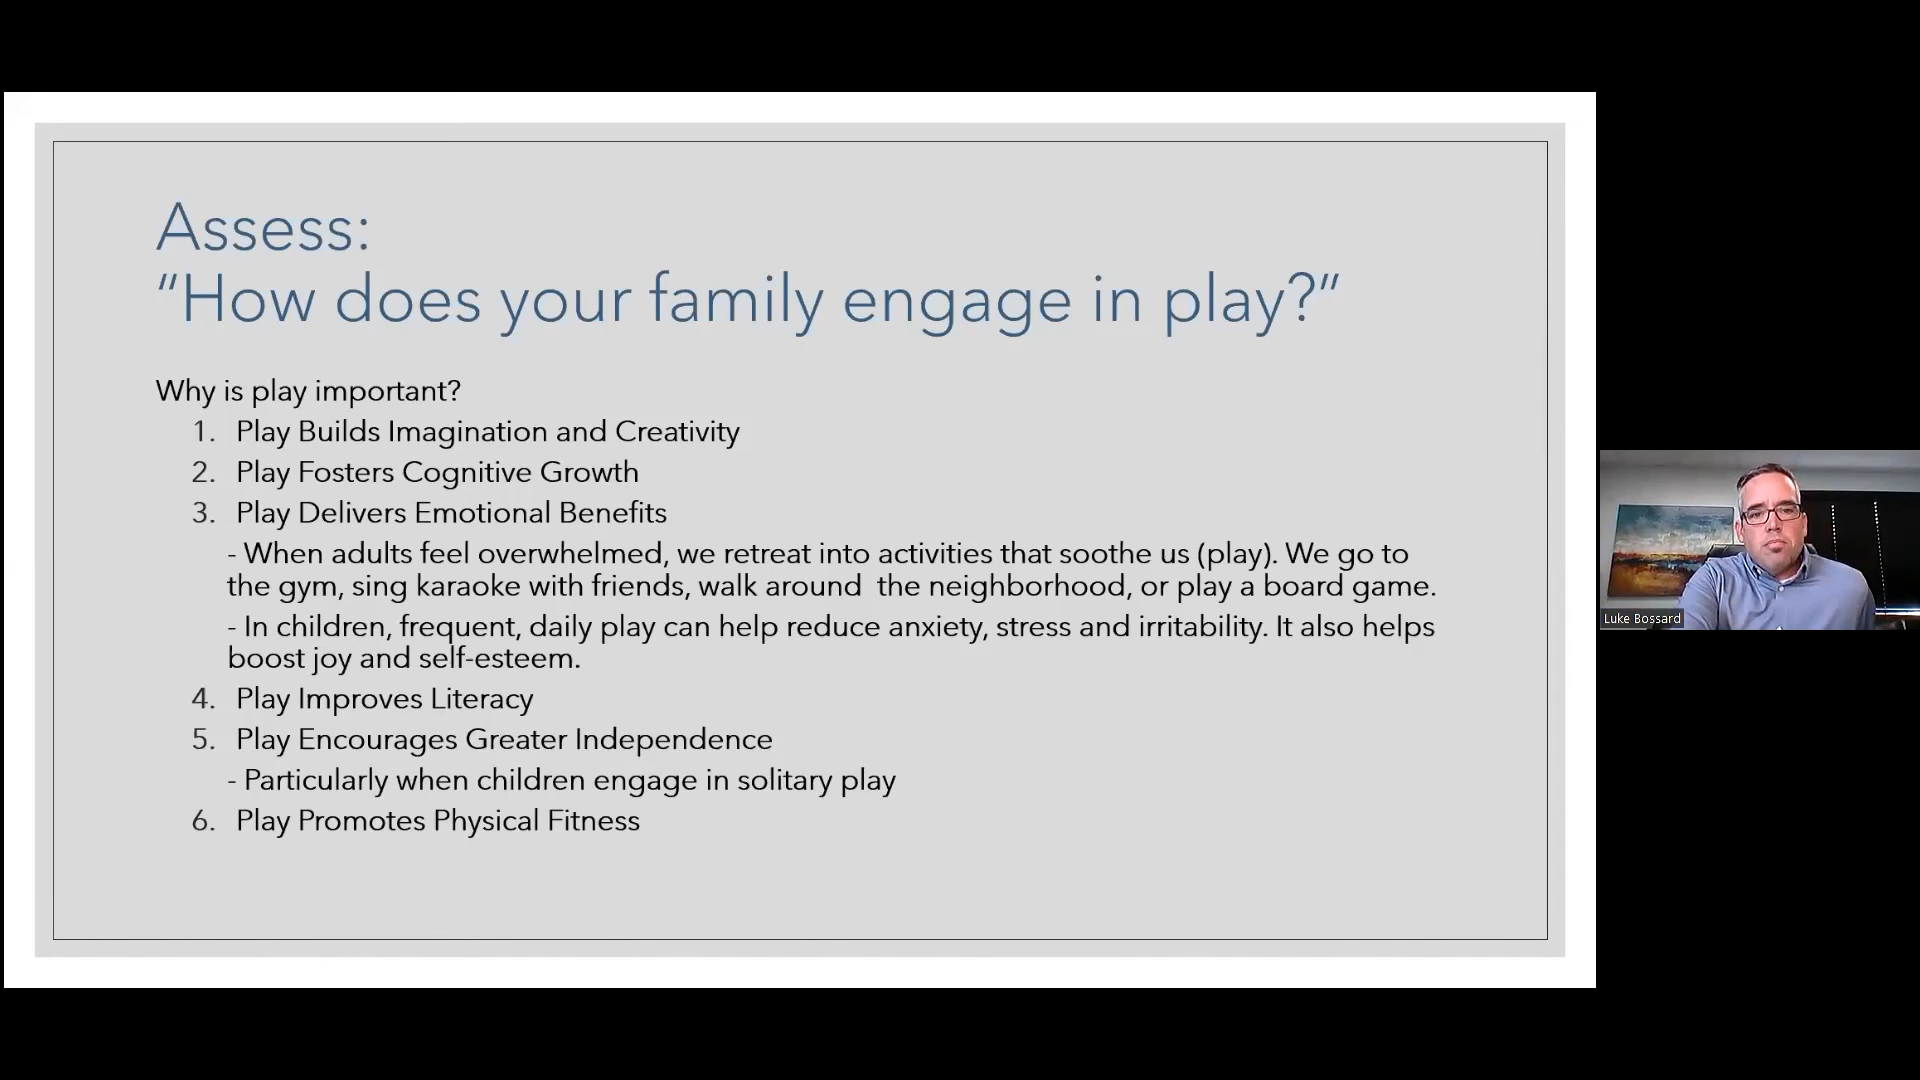 Assess:
“How does your family engage in play?”
Why is play important?
1. Play Builds Imagination and Creativity
2. Play Fosters Cognitive Growth
3. Play Delivers Emotional Benefits
- When adults feel overwhelmed, we retreat into activities that soothe us (play). We go to
the gym, sing karaoke with friends, walk around the neighborhood, or play a board game.
- In children, frequent, daily play can help reduce anxiety, stress and irritability. It also helps
boost joy and self-esteem.
4. Play Improves Literacy
5. Play Encourages Greater Independence
- Particularly when children engage in solitary play
6. Play Promotes Physical Fitness
Luke Bossard